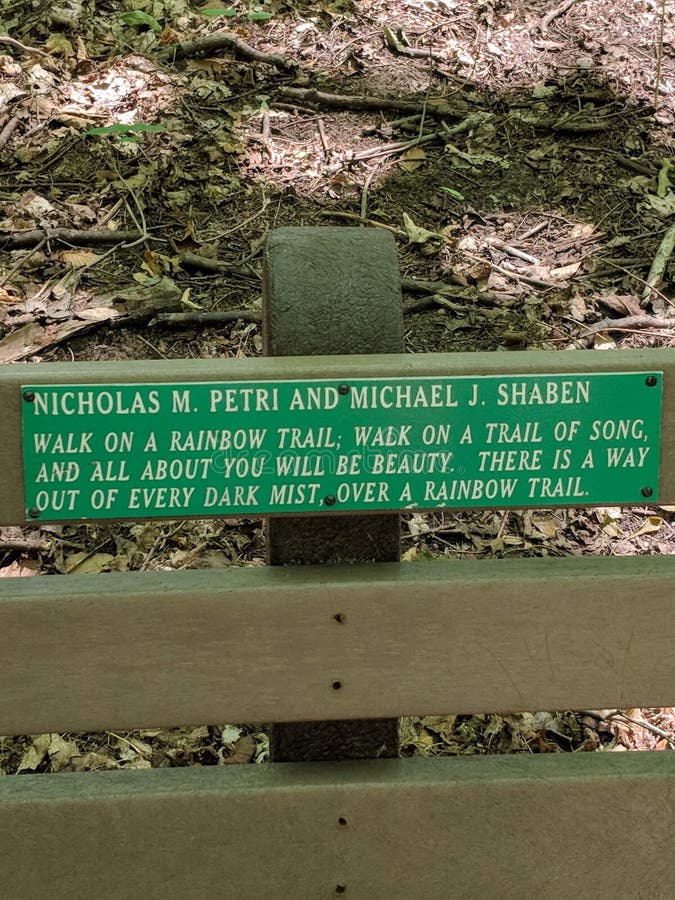 NICHOLAS M. PETRI AND MICHAEL J. SHABEN
WALK ON A RAINBOW TRAIL; WALK ON A TRAIL OF SONG,
AND ALL ABOUT YOU WILL BE BEAUTY. THERE IS A WAY
OUT OF EVERY DARK MIST, OVER A RAINBOW TRAIL.